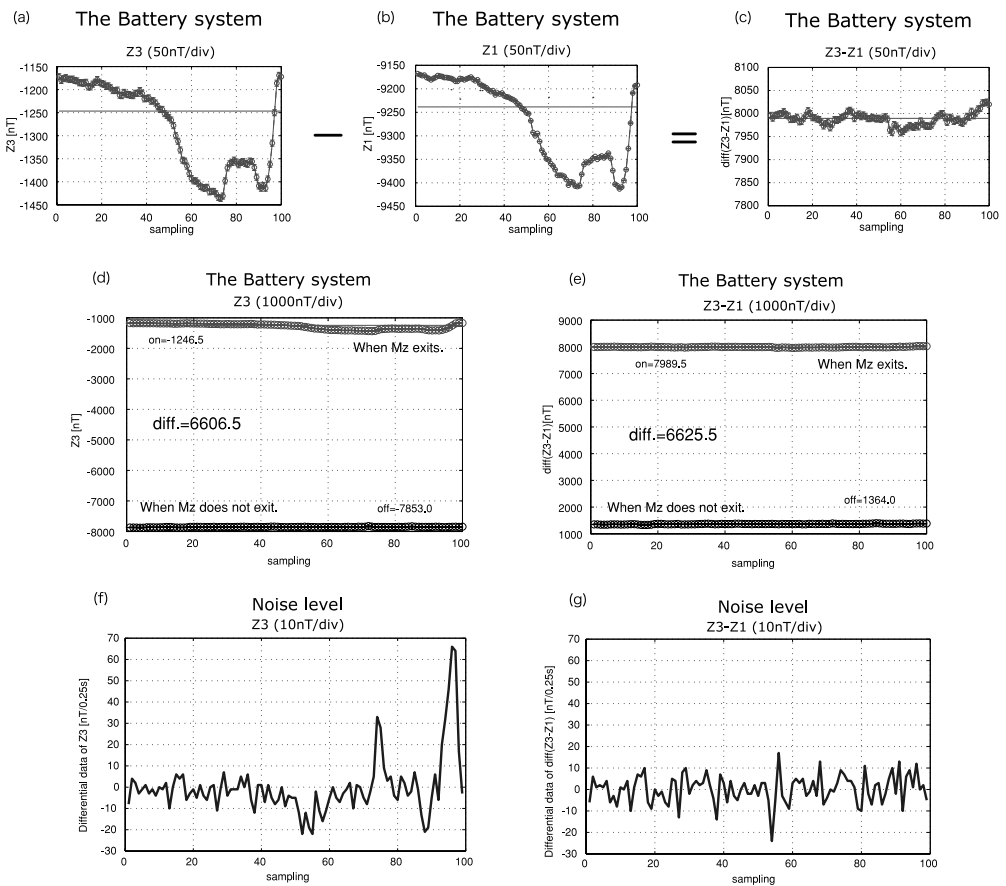 (a)
The Battery system
Z3 (50nT/div)
-1150
-1200
-1250
-1300
-1350
-1400
-1450
Z3 [nT]
0 20 40 60 80 100
sampling
(b)
The Battery system
Z1 (50nT/div)
-9150
-9200
-9250
-9300
-9350
-9400
-9450
Z1 [nT]
0 20 40 60 80 100
sampling
(c)
The Battery system
Z3-Z1 (50nT/div)
8100
8050
8000
7950
7900
7850
7800
diff(Z3-Z1)[nT]
0 20 40 60 80 100
sampling
(d)
The Battery system
Z3 (1000nT/div)
-1000
-2000
-3000
-4000
-5000
-6000
-7000
-8000
Z3 [nT]
on=-1246.5
When Mz exits.
diff.=6606.5
When Mz does not exit.
off=-7853.0
0 20 40 60 80 100
sampling
(e)
The Battery system
Z3-Z1 (1000nT/div)
9000
8000
7000
6000
5000
4000
3000
2000
1000
diff(Z3-Z1)[nT]
on=7989.5
When Mz exits.
diff.=6625.5
When Mz does not exit.
off=1364.0
0 20 40 60 80 100
sampling
(f)
Noise level
Z3 (10nT/div)
70
60
50
40
30
20
10
0
-10
-20
-30
Differential data of Z3 [nT/0.25s]
0 20 40 60 80 100
sampling
(g)
Noise level
Z3-Z1 (10nT/div)
70
60
50
40
30
20
10
0
-10
-20
-30
Differential data of diff(Z3-Z1) [nT/0.25s]
0 20 40 60 80 100
sampling